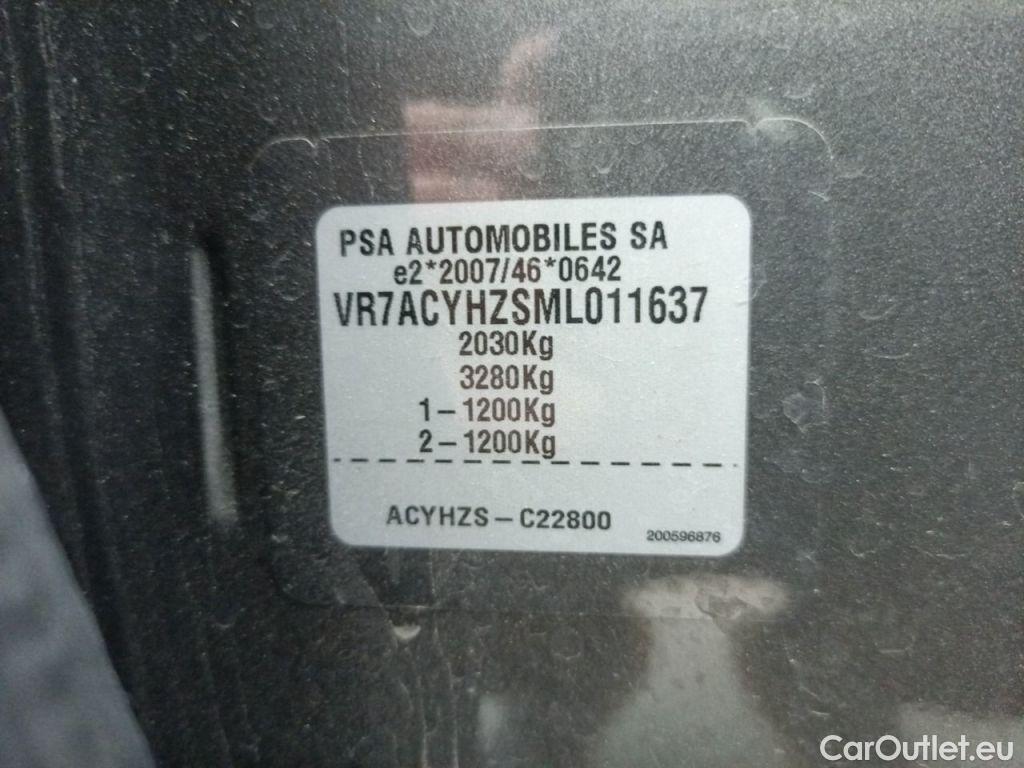 PSA AUTOMOBILES SA
e2*2007/46*0642
VR7ACYHZSML011637
2030Kg
3280Kg
1-1200Kg
2-1200Kg
ACYHZS-C22800
200596876
CarOutlet.eu